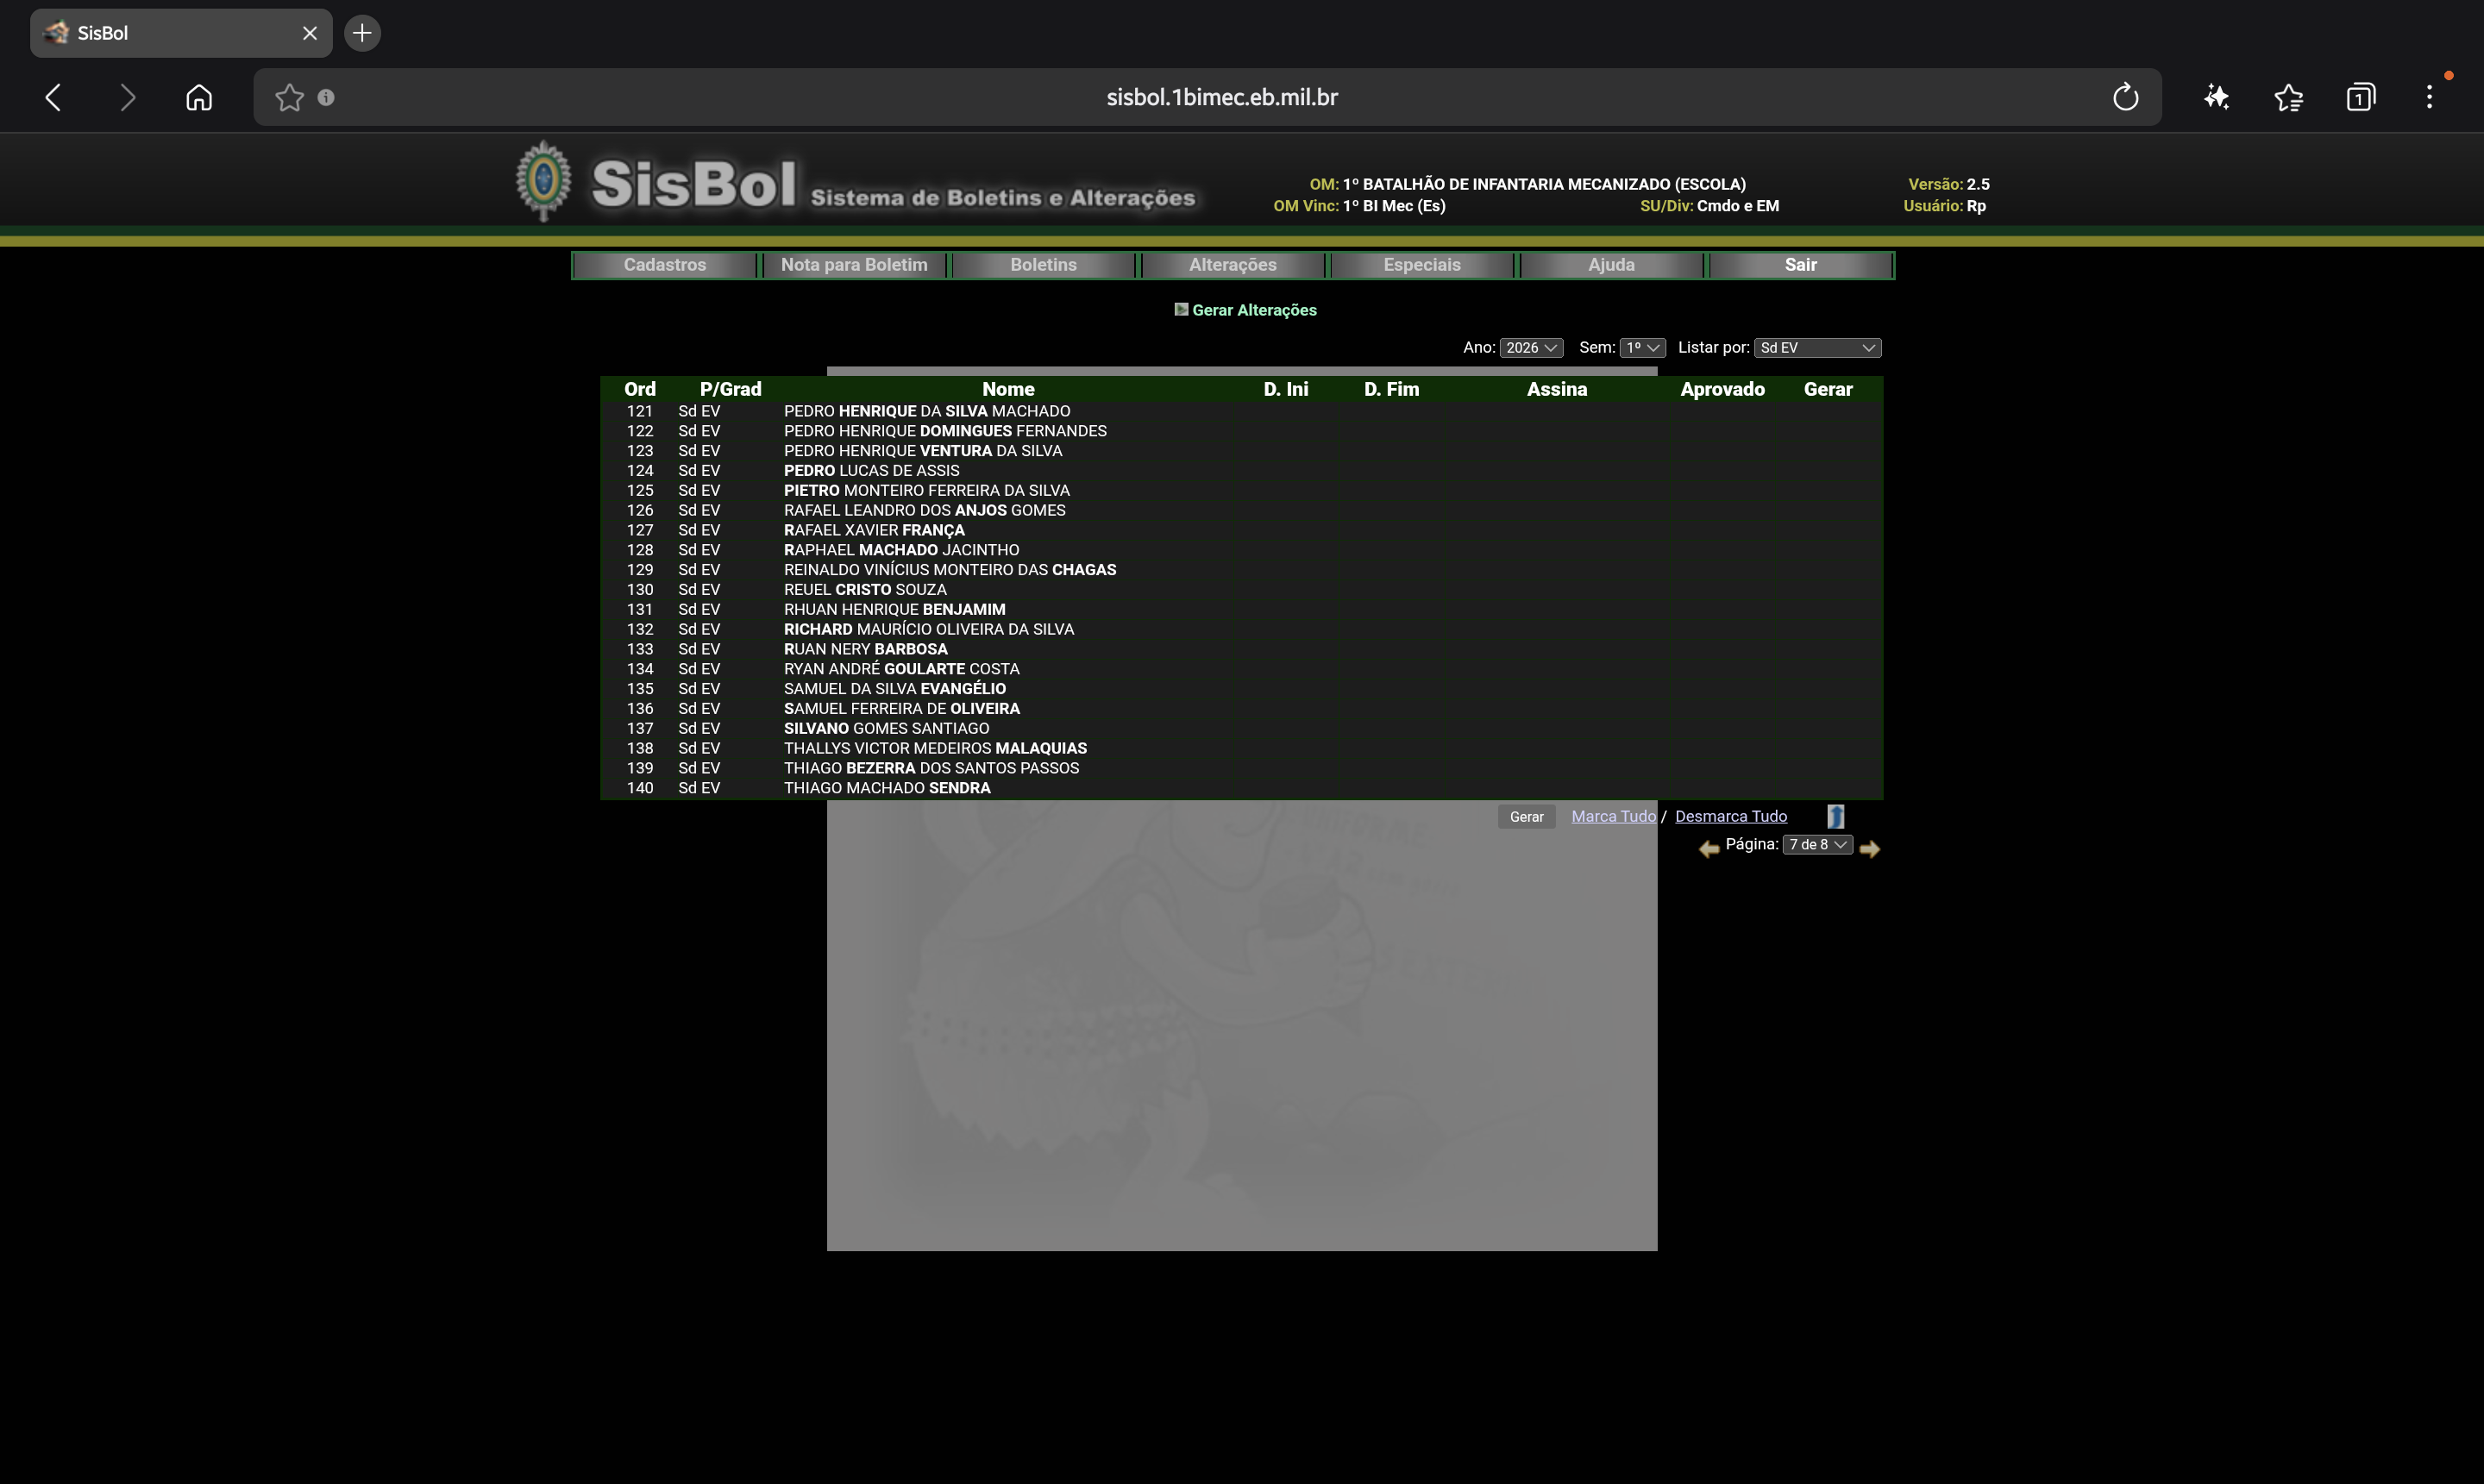 SisBol
sisbol.1bimec.eb.mil.br
1
SisBol Sistema de Boletins e Alterações
OM: 1º BATALHÃO DE INFANTARIA MECANIZADO (ESCOLA) Versão: 2.5
OM Vinc: 1º BI Mec (Es) SU/Div: Cmdo e EM Usuário: Rp
Cadastros Nota para Boletim Boletins Alterações Especiais Ajuda Sair
Gerar Alterações
Ano: 2026 Sem: 1º Listar por: Sd EV
Ord P/Grad Nome D. Ini D. Fim Assina Aprovado Gerar
121 Sd EV PEDRO HENRIQUE DA SILVA MACHADO
122 Sd EV PEDRO HENRIQUE DOMINGUES FERNANDES
123 Sd EV PEDRO HENRIQUE VENTURA DA SILVA
124 Sd EV PEDRO LUCAS DE ASSIS
125 Sd EV PIETRO MONTEIRO FERREIRA DA SILVA
126 Sd EV RAFAEL LEANDRO DOS ANJOS GOMES
127 Sd EV RAFAEL XAVIER FRANÇA
128 Sd EV RAPHAEL MACHADO JACINTHO
129 Sd EV REINALDO VINÍCIUS MONTEIRO DAS CHAGAS
130 Sd EV REUEL CRISTO SOUZA
131 Sd EV RHUAN HENRIQUE BENJAMIM
132 Sd EV RICHARD MAURÍCIO OLIVEIRA DA SILVA
133 Sd EV RUAN NERY BARBOSA
134 Sd EV RYAN ANDRÉ GOULARTE COSTA
135 Sd EV SAMUEL DA SILVA EVANGÉLIO
136 Sd EV SAMUEL FERREIRA DE OLIVEIRA
137 Sd EV SILVANO GOMES SANTIAGO
138 Sd EV THALLYS VICTOR MEDEIROS MALAQUIAS
139 Sd EV THIAGO BEZERRA DOS SANTOS PASSOS
140 Sd EV THIAGO MACHADO SENDRA
Gerar Marca Tudo / Desmarca Tudo
Página: 7 de 8